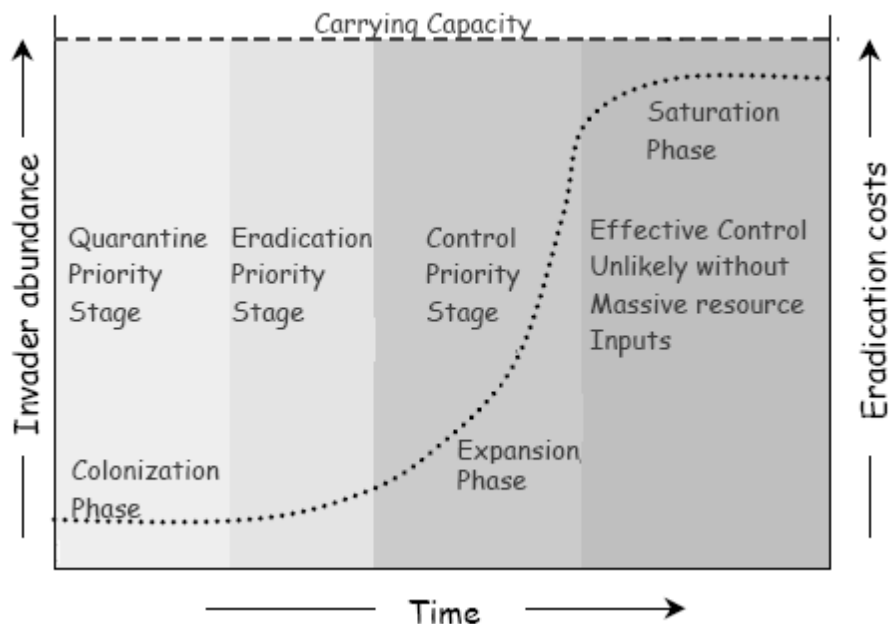 Carrying Capacity
Invader abundance
Eradication costs
Quarantine
Priority
Stage
Eradication
Priority
Stage
Control
Priority
Stage
Saturation
Phase
Effective Control
Unlikely without
Massive resource
Inputs
Colonization
Phase
Expansion
Phase
Time